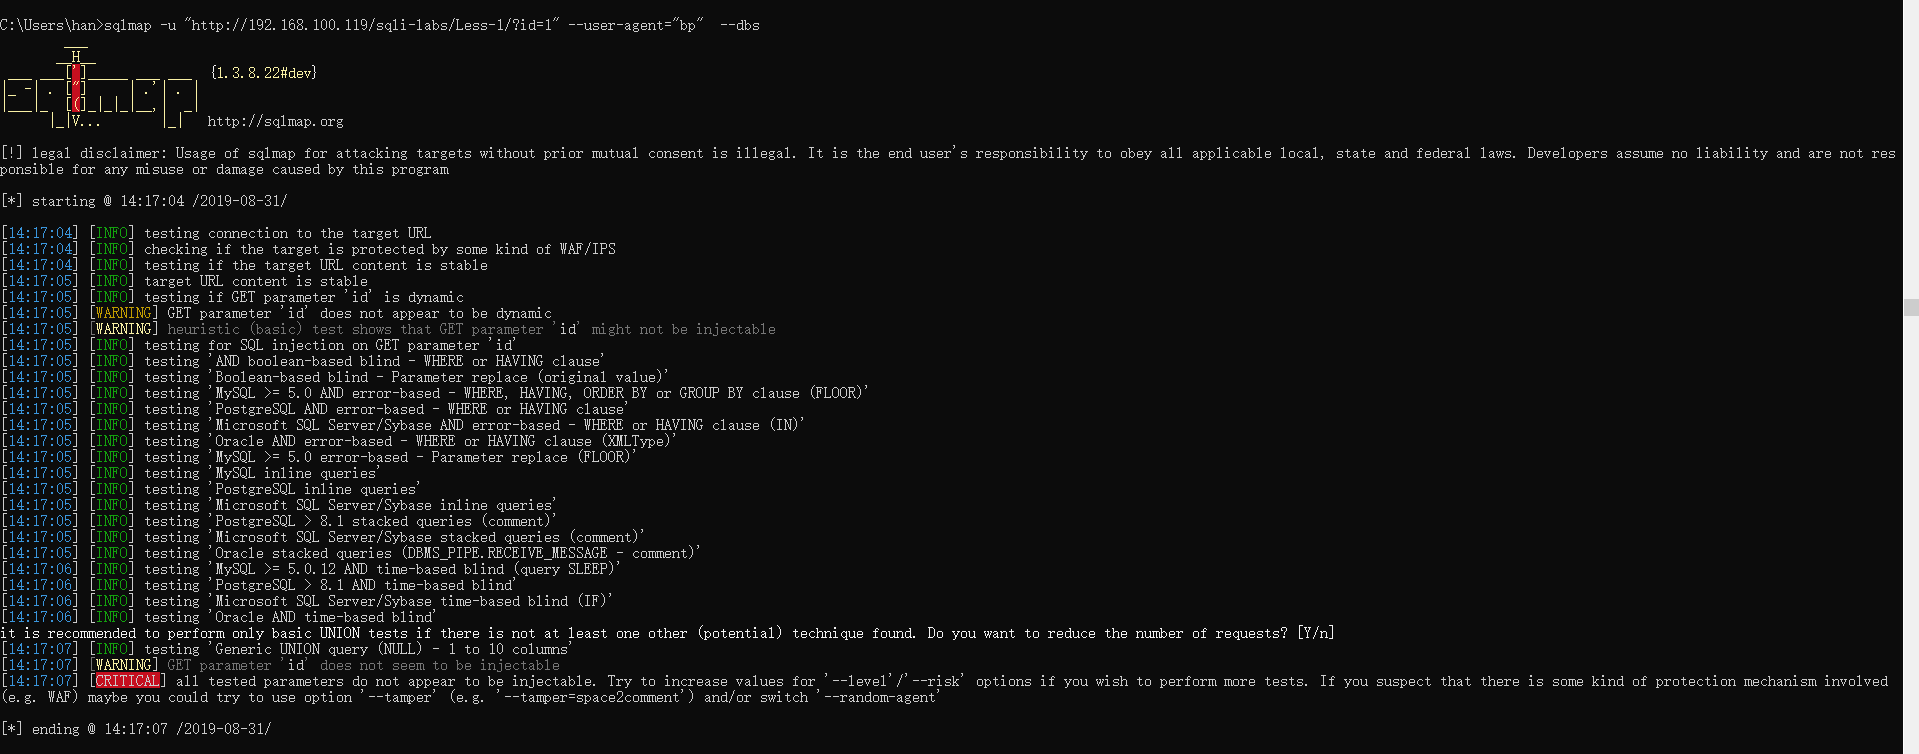 C:\Users\han>sqlmap -u "http://192.168.100.119/sqli-labs/Less-1/?id=1" --user-agent="bp"  --dbs
        ___
       __H__
 ___ ___[']_____ ___ ___  {1.3.8.22#dev}
|_ -| . ["]     | .'| . |
|___|_  [(]_|_|_|__,|  _|
      |_|V...       |_|   http://sqlmap.org
[!] legal disclaimer: Usage of sqlmap for attacking targets without prior mutual consent is illegal. It is the end user's responsibility to obey all applicable local, state and federal laws. Developers assume no liability and are not res
ponsible for any misuse or damage caused by this program
[*] starting @ 14:17:04 /2019-08-31/
[14:17:04] [INFO] testing connection to the target URL
[14:17:04] [INFO] checking if the target is protected by some kind of WAF/IPS
[14:17:04] [INFO] testing if the target URL content is stable
[14:17:05] [INFO] target URL content is stable
[14:17:05] [INFO] testing if GET parameter 'id' is dynamic
[14:17:05] [WARNING] GET parameter 'id' does not appear to be dynamic
[14:17:05] [WARNING] heuristic (basic) test shows that GET parameter 'id' might not be injectable
[14:17:05] [INFO] testing for SQL injection on GET parameter 'id'
[14:17:05] [INFO] testing 'AND boolean-based blind - WHERE or HAVING clause'
[14:17:05] [INFO] testing 'Boolean-based blind - Parameter replace (original value)'
[14:17:05] [INFO] testing 'MySQL >= 5.0 AND error-based - WHERE, HAVING, ORDER BY or GROUP BY clause (FLOOR)'
[14:17:05] [INFO] testing 'PostgreSQL AND error-based - WHERE or HAVING clause'
[14:17:05] [INFO] testing 'Microsoft SQL Server/Sybase AND error-based - WHERE or HAVING clause (IN)'
[14:17:05] [INFO] testing 'Oracle AND error-based - WHERE or HAVING clause (XMLType)'
[14:17:05] [INFO] testing 'MySQL >= 5.0 error-based - Parameter replace (FLOOR)'
[14:17:05] [INFO] testing 'MySQL inline queries'
[14:17:05] [INFO] testing 'PostgreSQL inline queries'
[14:17:05] [INFO] testing 'Microsoft SQL Server/Sybase inline queries'
[14:17:05] [INFO] testing 'PostgreSQL > 8.1 stacked queries (comment)'
[14:17:05] [INFO] testing 'Microsoft SQL Server/Sybase stacked queries (comment)'
[14:17:05] [INFO] testing 'Oracle stacked queries (DBMS_PIPE.RECEIVE_MESSAGE - comment)'
[14:17:06] [INFO] testing 'MySQL >= 5.0.12 AND time-based blind (query SLEEP)'
[14:17:06] [INFO] testing 'PostgreSQL > 8.1 AND time-based blind'
[14:17:06] [INFO] testing 'Microsoft SQL Server/Sybase time-based blind (IF)'
[14:17:06] [INFO] testing 'Oracle AND time-based blind'
it is recommended to perform only basic UNION tests if there is not at least one other (potential) technique found. Do you want to reduce the number of requests? [Y/n]
[14:17:07] [INFO] testing 'Generic UNION query (NULL) - 1 to 10 columns'
[14:17:07] [WARNING] GET parameter 'id' does not seem to be injectable
[14:17:07] [CRITICAL] all tested parameters do not appear to be injectable. Try to increase values for '--level'/'--risk' options if you wish to perform more tests. If you suspect that there is some kind of protection mechanism involved
(e.g. WAF) maybe you could try to use option '--tamper' (e.g. '--tamper=space2comment') and/or switch '--random-agent'
[*] ending @ 14:17:07 /2019-08-31/